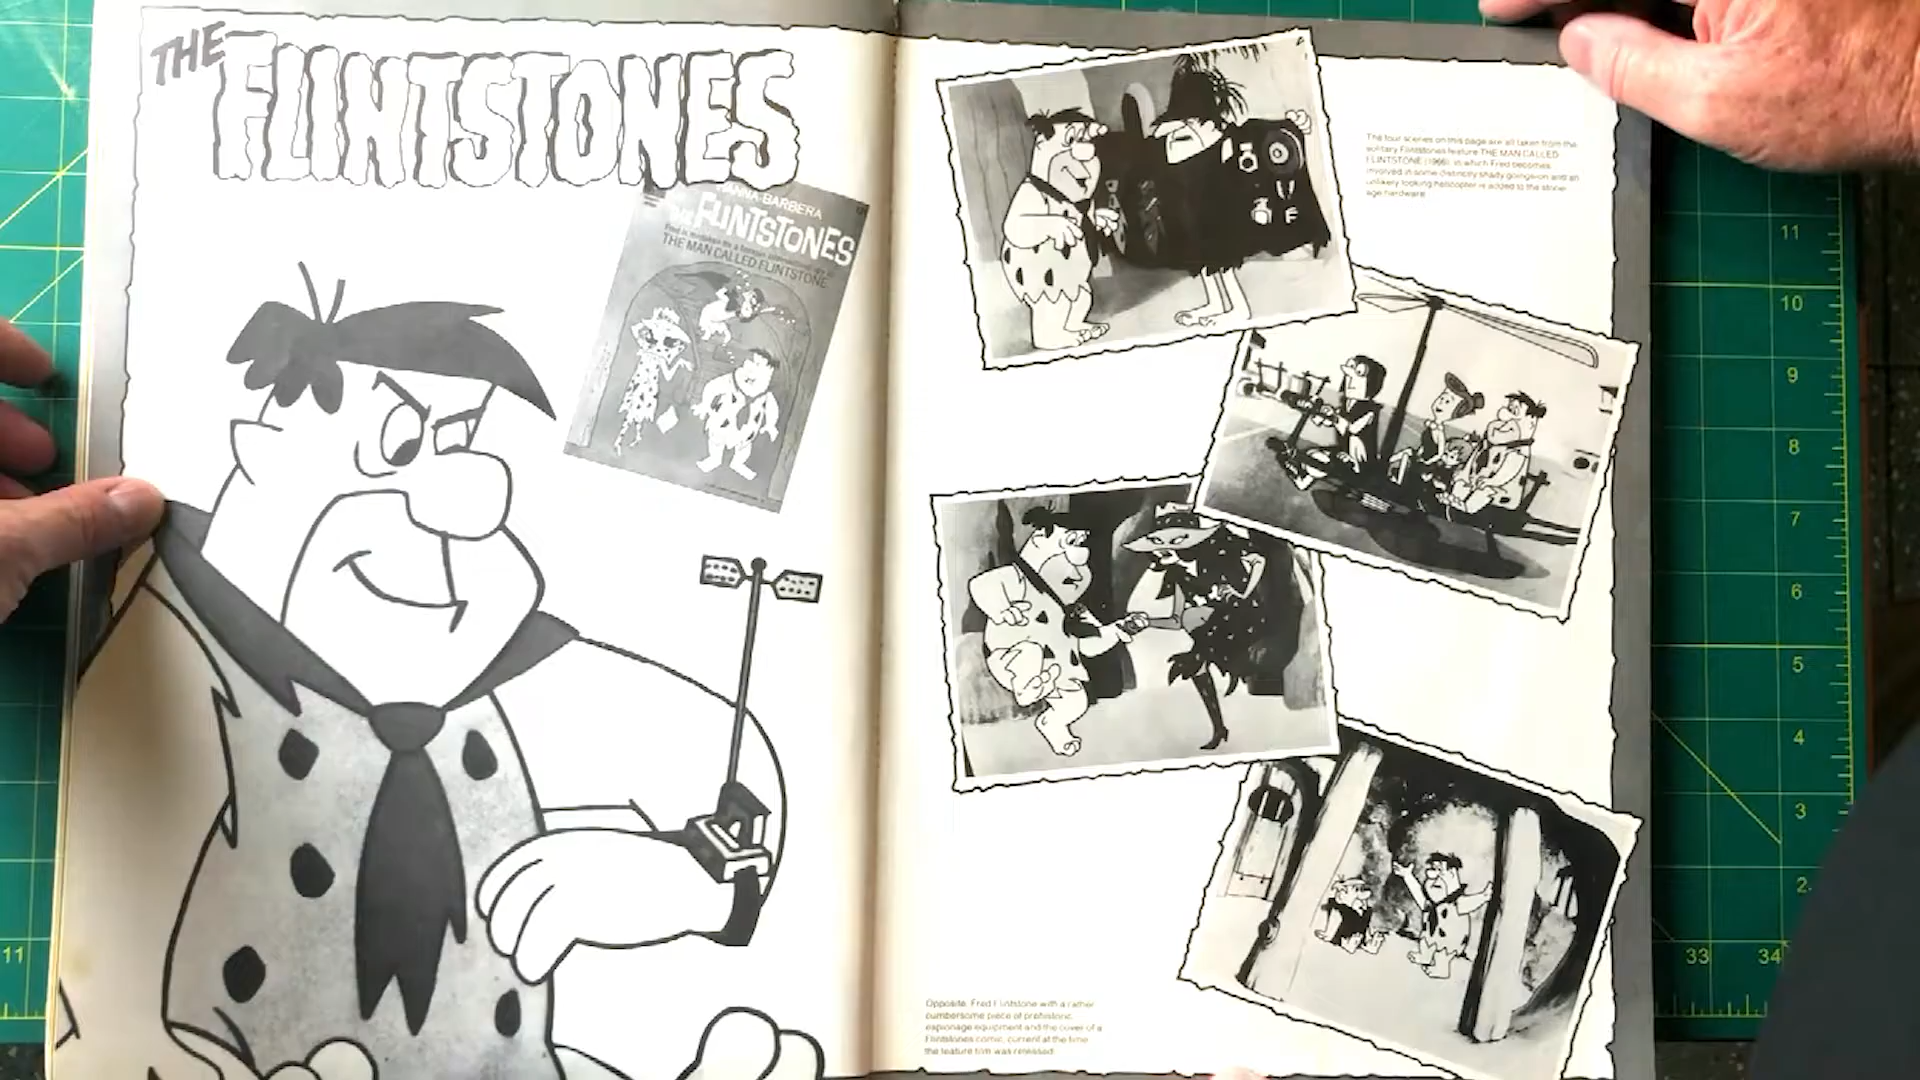 THE
FLINTSTONES
HANNA-BARBERA
THE FLINTSTONES
THE MAN CALLED FLINTSTONE
The four scenes on this page are all taken from the
solitary Flintstones feature THE MAN CALLED
FLINTSTONE (1966), in which Fred becomes
involved in some distinctly shady goings-on and an
unlikely looking helicopter is added to the stone
age hardware.
F
Opposite. Fred Flintstone with a rather
cumbersome piece of prehistoric
espionage equipment and the cover of a
Flintstones comic, current at the time
the feature film was released.
11
10
9
8
7
6
5
4
3
2
33 34
11